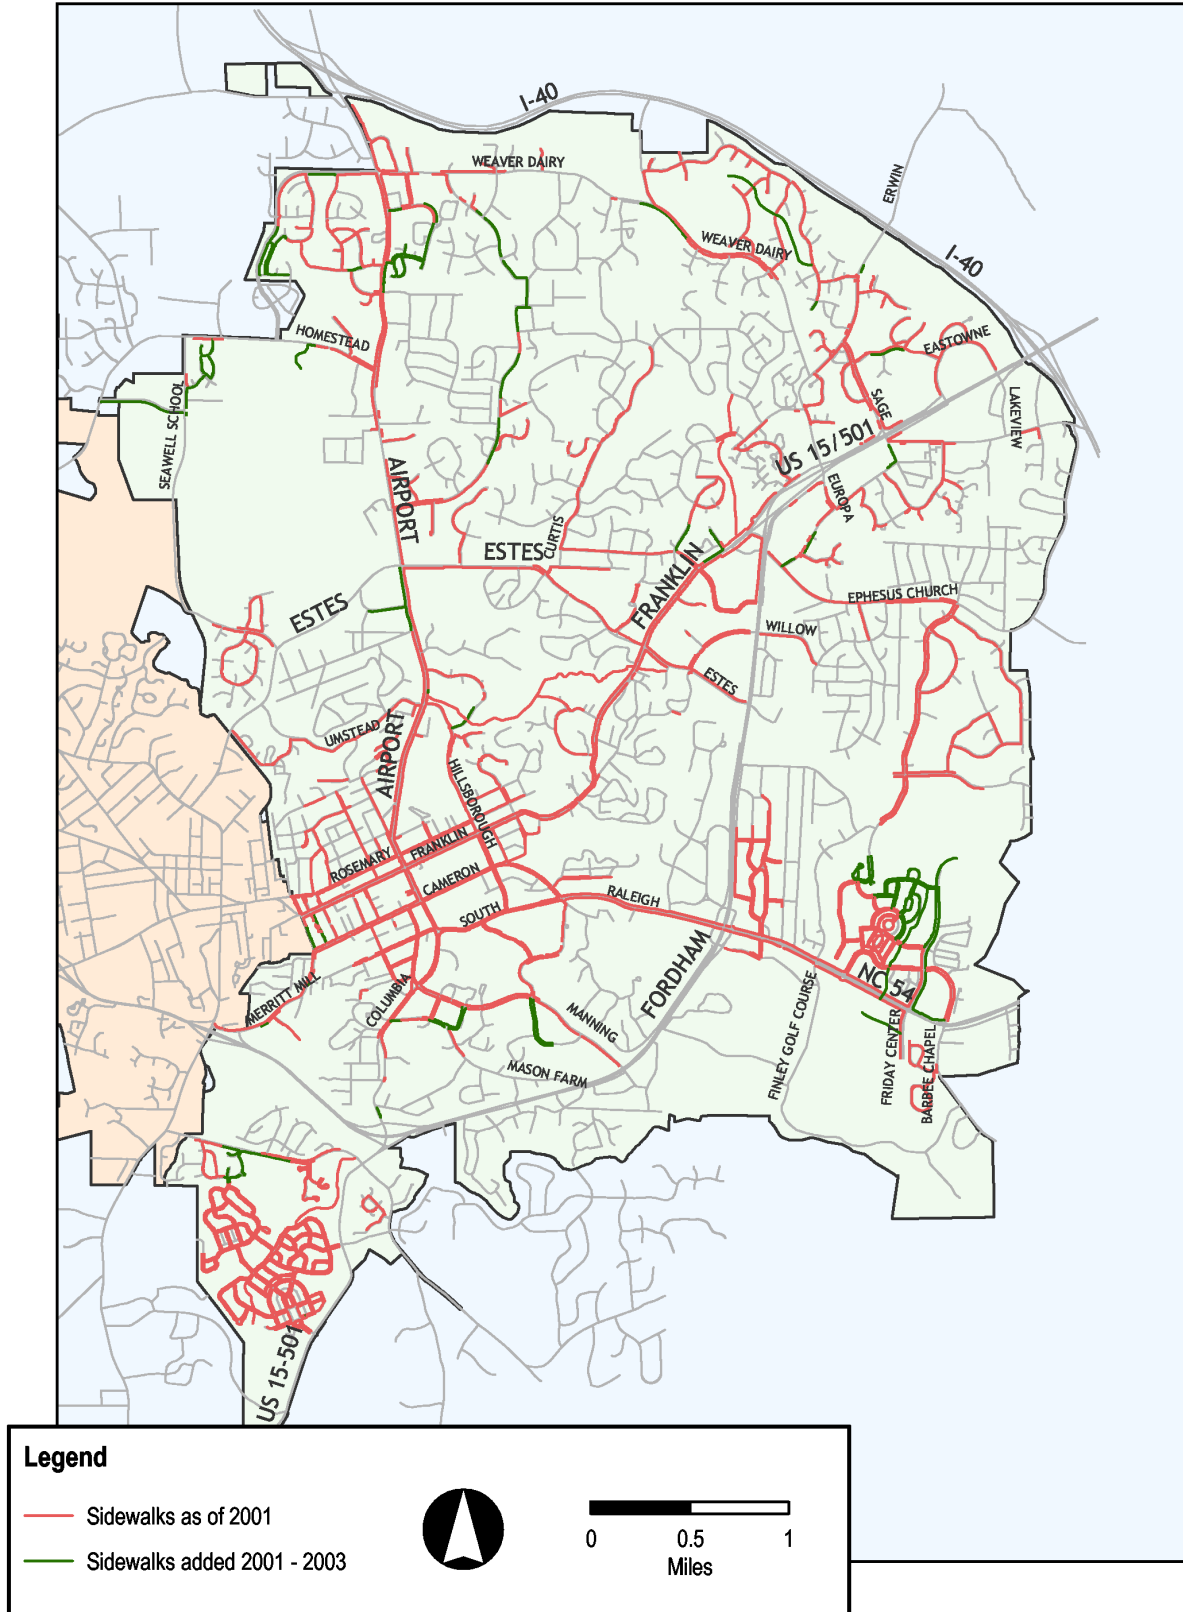 I-40
WEAVER DAIRY
ERWIN
WEAVER DAIRY
I-40
HOMESTEAD
EASTOWNE
SEAWELL SCHOOL
SAGE
LAKEVIEW
US 15/501
AIRPORT
EUROPA
CURTIS
ESTES
FRANKLIN
ESTES
EPHESUS CHURCH
WILLOW
ESTES
UMSTEAD
AIRPORT
HILLSBOROUGH
ROSEMARY
FRANKLIN
CAMERON
RALEIGH
SOUTH
FORDHAM
NC 54
MERRITT MILL
COLUMBIA
MANNING
FINLEY GOLF COURSE
FRIDAY CENTER
BARBEE CHAPEL
MASON FARM
US 15-501
Legend
Sidewalks as of 2001
Sidewalks added 2001 - 2003
0 0.5 1
Miles